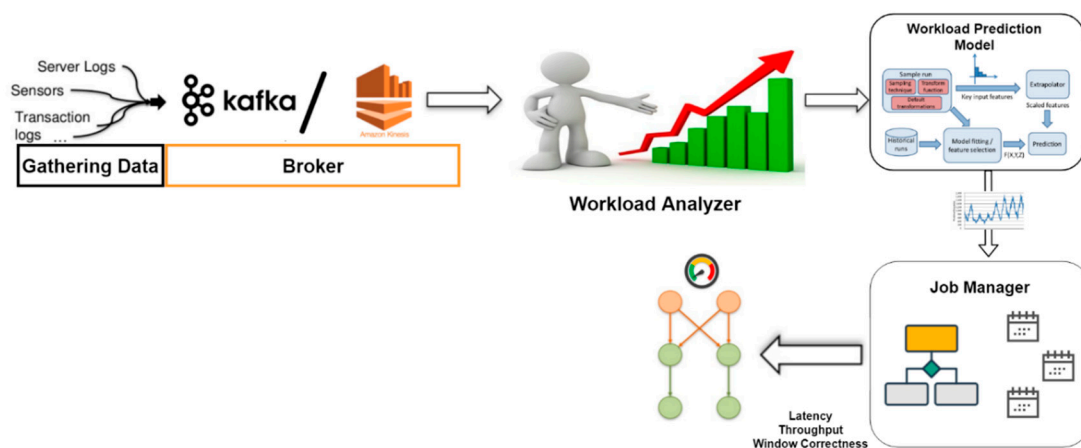 Server Logs
Sensors
Transaction
logs ...
kafka
Amazon Kinesis
Gathering Data
Broker
Workload Analyzer
Workload Prediction
Model
Sample run
Sampling
technique
Transform
function
Default
transformations
Key input features
Extrapolator
Scaled features
Historical
runs
Model fitting /
feature selection
F(X,Y,Z)
Prediction
Job Manager
Latency
Throughput
Window Correctness